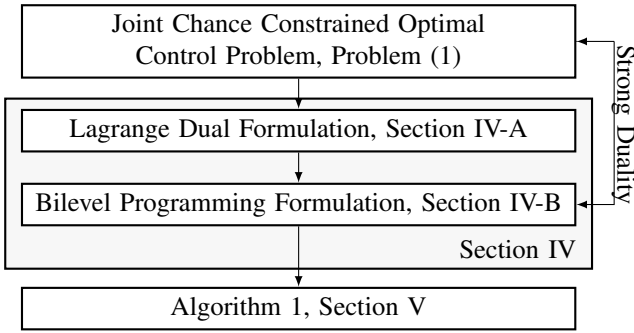 Joint Chance Constrained Optimal
Control Problem, Problem (1)
Lagrange Dual Formulation, Section IV-A
Bilevel Programming Formulation, Section IV-B
Section IV
Algorithm 1, Section V
Strong Duality